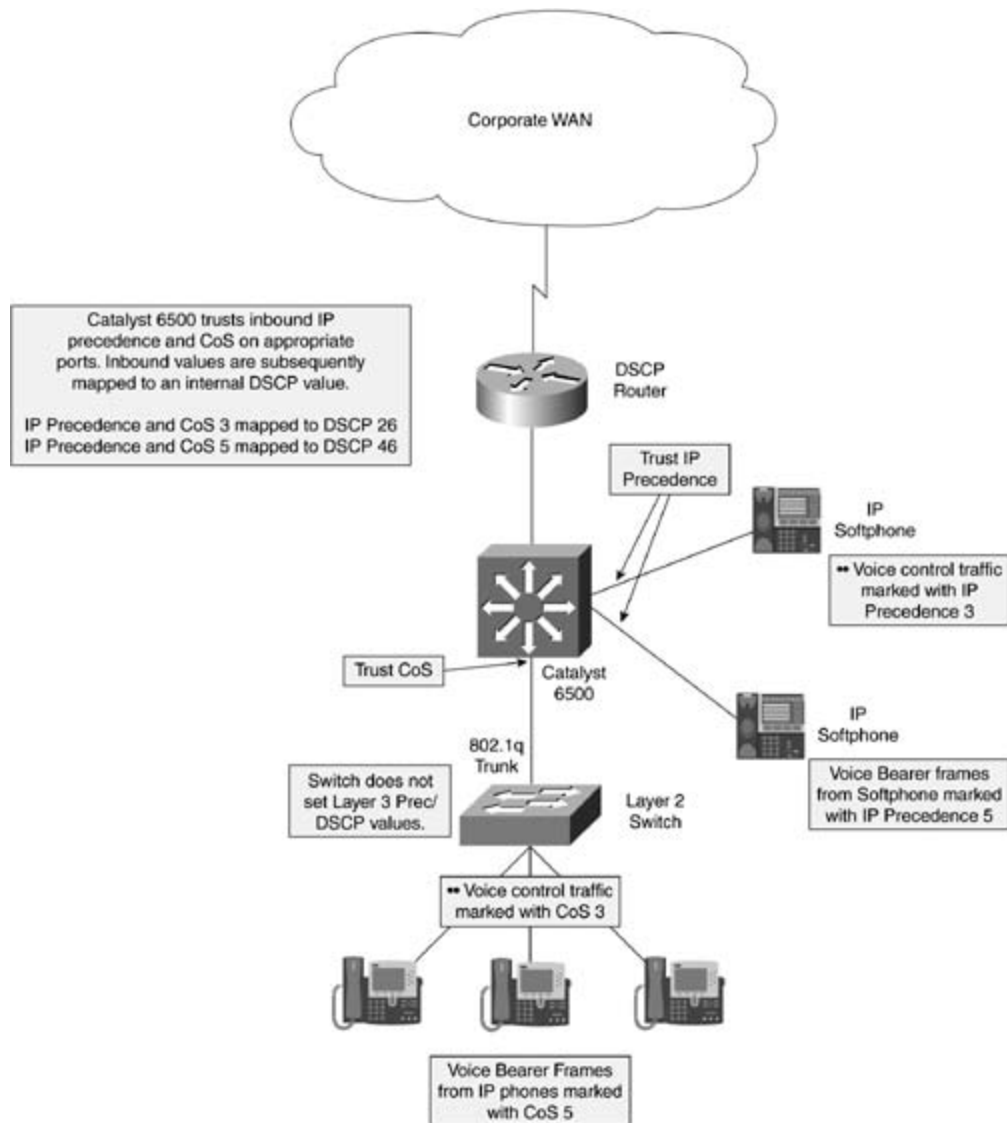 Corporate WAN
Catalyst 6500 trusts inbound IP
precedence and CoS on appropriate
ports. Inbound values are subsequently
mapped to an internal DSCP value.
IP Precedence and CoS 3 mapped to DSCP 26
IP Precedence and CoS 5 mapped to DSCP 46
DSCP
Router
Trust IP
Precedence
IP
Softphone
•• Voice control traffic
marked with IP
Precedence 3
Trust CoS
Catalyst
6500
IP
Softphone
Voice Bearer frames
from Softphone marked
with IP Precedence 5
802.1q
Trunk
Switch does not
set Layer 3 Prec/
DSCP values.
Layer 2
Switch
•• Voice control traffic
marked with CoS 3
Voice Bearer Frames
from IP phones marked
with CoS 5